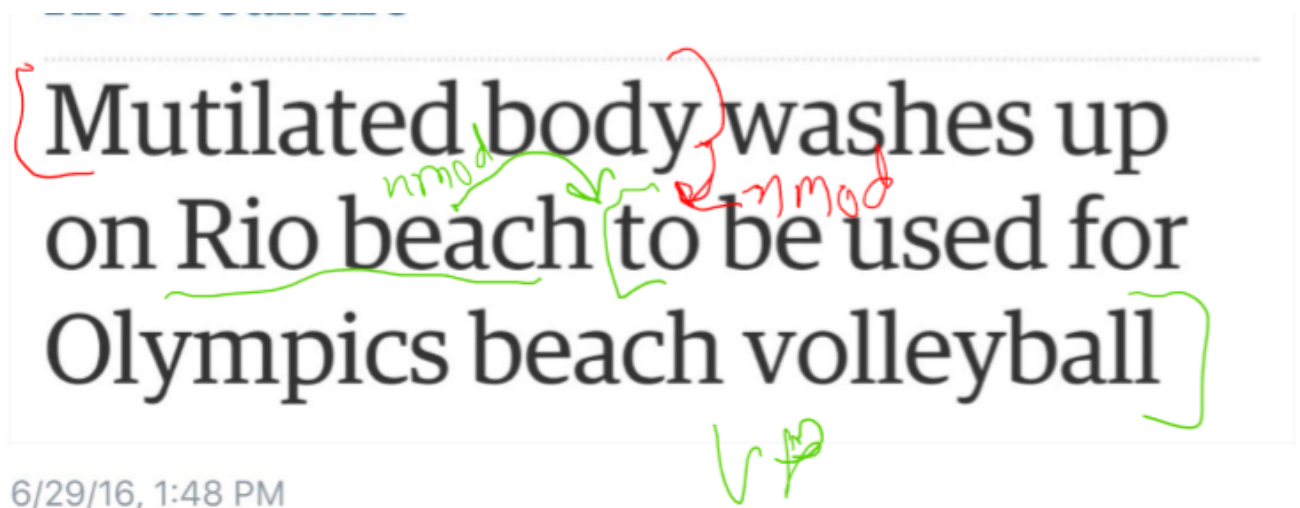 Mutilated body washes up
nmod
nmod
on Rio beach to be used for
Olympics beach volleyball
VP
6/29/16, 1:48 PM